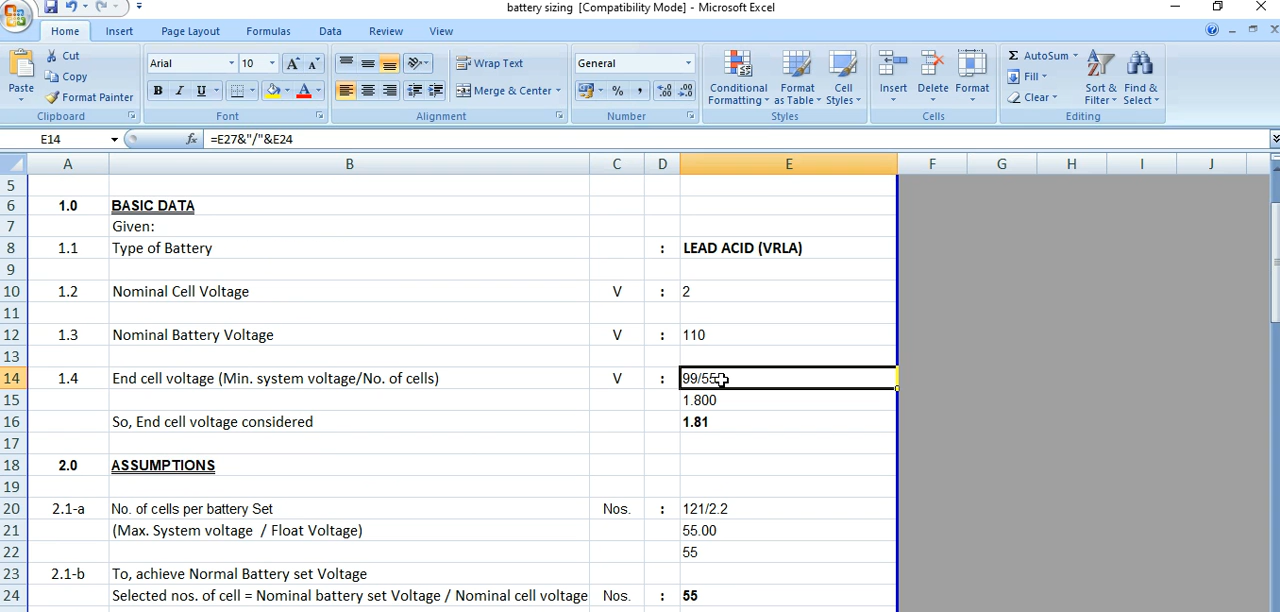 battery sizing [Compatibility Mode] - Microsoft Excel
Home Insert Page Layout Formulas Data Review View
Cut
Copy
Format Painter
Paste
Clipboard
Arial 10
B I U
Font
Wrap Text
Merge & Center
Alignment
General
% ,
Number
Conditional Formatting
Format as Table
Cell Styles
Styles
Insert Delete Format
Cells
Σ AutoSum
Fill
Clear
Sort & Filter
Find & Select
Editing
E14 fx =E27&"/"&E24
A B C D E F G H I J
5
6 1.0 BASIC DATA
7 Given:
8 1.1 Type of Battery : LEAD ACID (VRLA)
9
10 1.2 Nominal Cell Voltage V : 2
11
12 1.3 Nominal Battery Voltage V : 110
13
14 1.4 End cell voltage (Min. system voltage/No. of cells) V : 99/55
15 1.800
16 So, End cell voltage considered 1.81
17
18 2.0 ASSUMPTIONS
19
20 2.1-a No. of cells per battery Set Nos. : 121/2.2
21 (Max. System voltage / Float Voltage) 55.00
22 55
23 2.1-b To, achieve Normal Battery set Voltage
24 Selected nos. of cell = Nominal battery set Voltage / Nominal cell voltage Nos. : 55